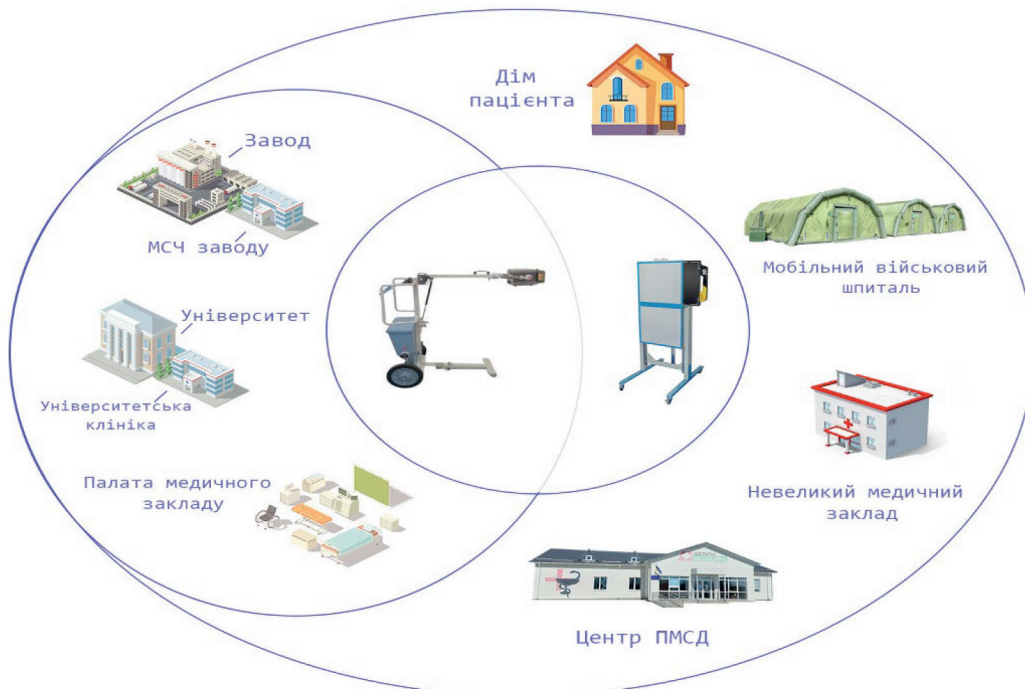 Дім
пацієнта
Завод
МСЧ заводу
Університет
Університетська
клініка
Палата медичного
закладу
Мобільний військовий
шпиталь
Невеликий медичний
заклад
Центр ПМСД